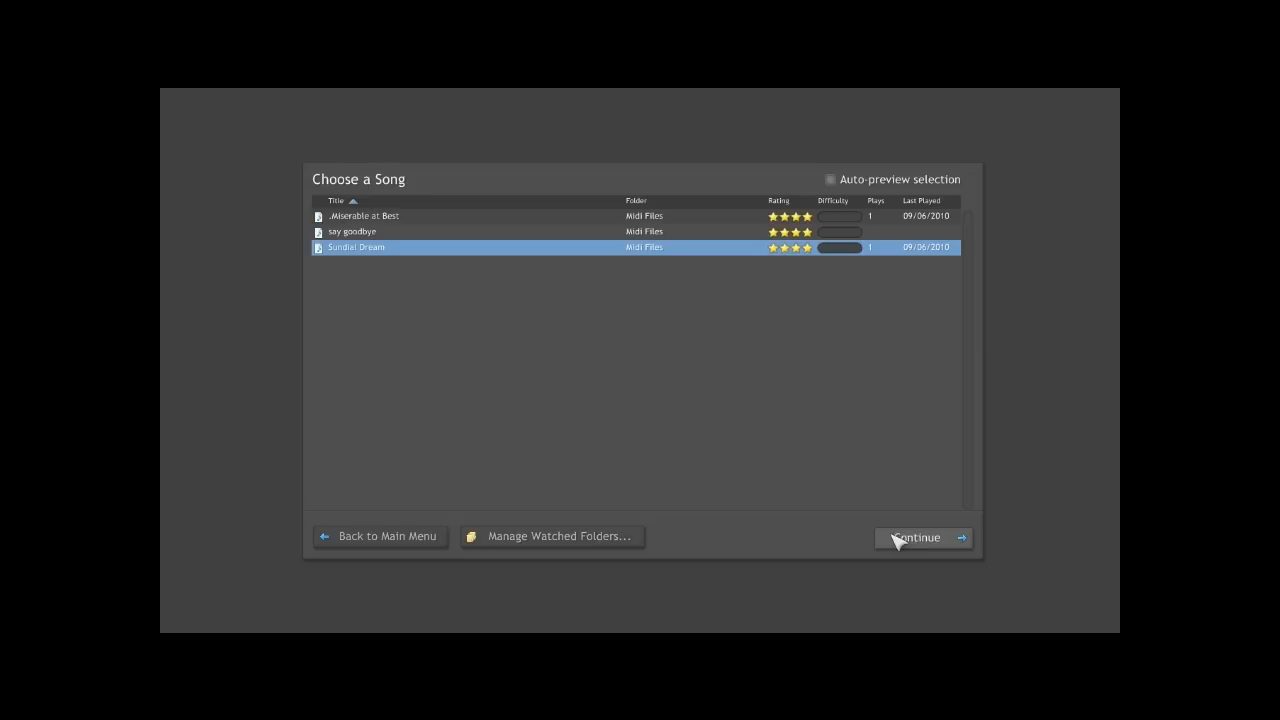 Choose a Song Auto-preview selection
Title Folder Rating Difficulty Plays Last Played
.Miserable at Best Midi Files 1 09/06/2010
say goodbye Midi Files
Sundial Dream Midi Files 1 09/06/2010
Back to Main Menu Manage Watched Folders... Continue